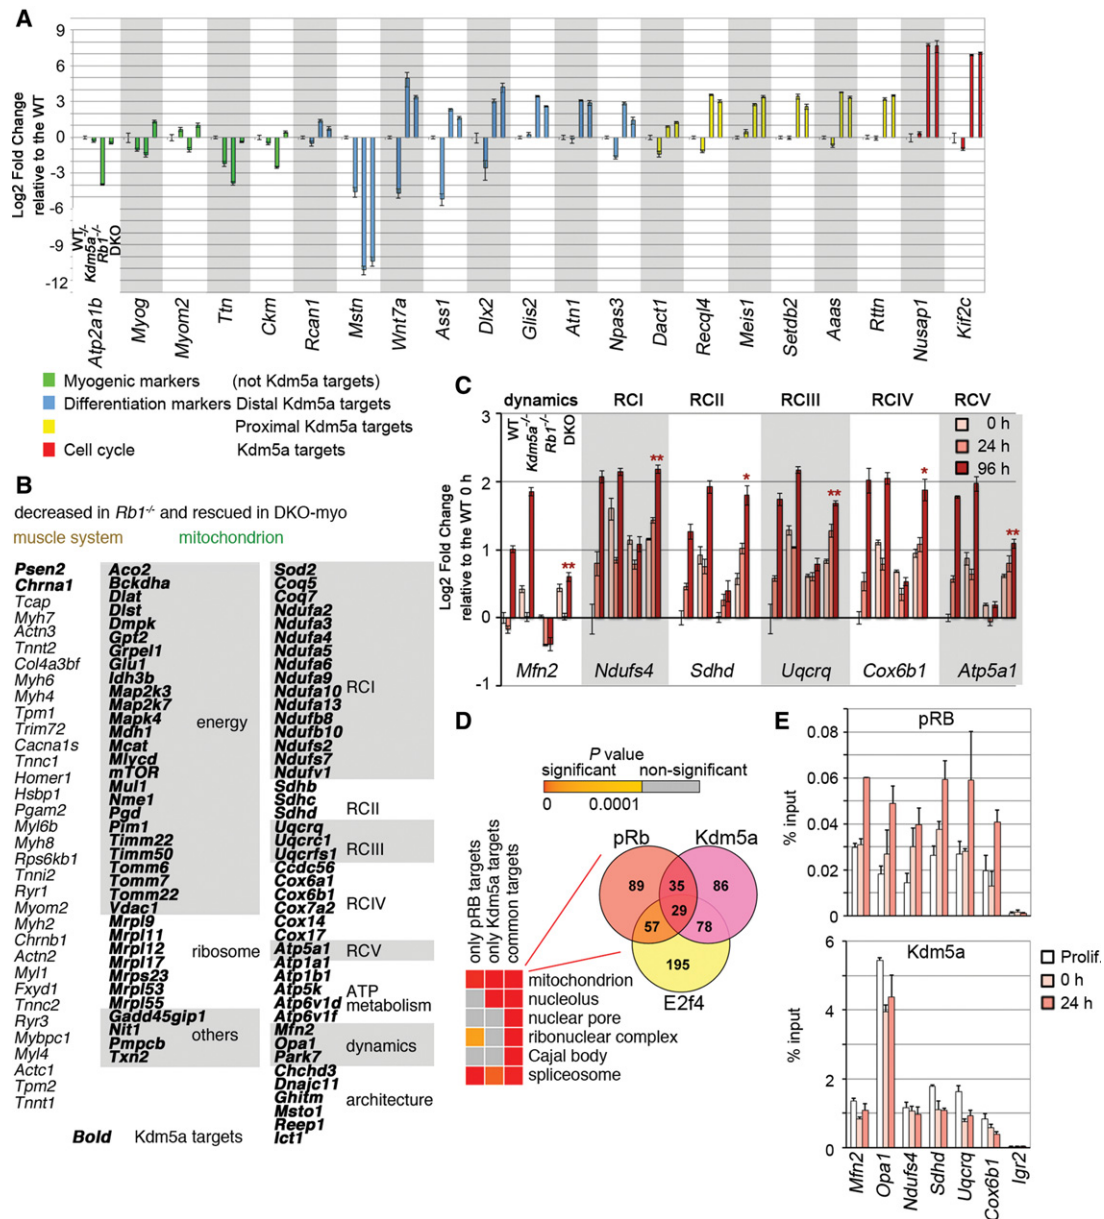 A
Log2 Fold Change
relative to the WT
9
6
3
0
-3
-6
-9
-12
WT
Kdm5a-/-
Rb1-/-
DKO
Atp2a1b
Myog
Myom2
Ttn
Ckm
Rcan1
Mstn
Wnt7a
Ass1
Dlx2
Glis2
Atn1
Npas3
Dact1
Recql4
Meis1
Setdb2
Aaas
Rttn
Nusap1
Kif2c
Myogenic markers (not Kdm5a targets)
Differentiation markers Distal Kdm5a targets
Proximal Kdm5a targets
Cell cycle Kdm5a targets
B
decreased in Rb1-/- and rescued in DKO-myo
muscle system mitochondrion
Psen2
Chrna1
Tcap
Myh7
Actn3
Tnnt2
Col4a3bf
Myh6
Myh4
Tpm1
Trim72
Cacna1s
Tnnc1
Homer1
Hsbp1
Pgam2
Myl6b
Myh8
Rps6kb1
Tnni2
Ryr1
Myom2
Myh2
Chrnb1
Actn2
Myl1
Fxyd1
Tnnc2
Ryr3
Mybpc1
Myl4
Actc1
Tpm2
Tnnt1
Aco2
Bckdha
Dlat
Dlst
Dmpk
Gpt2
Grpel1
Glu1
Idh3b
Map2k3
Map2k7
Mapk4
Mdh1
Mcat
Mlycd
mTOR
Mul1
Nme1
Pgd
Pim1
Timm22
Timm50
Tomm6
Tomm7
Tomm22
Vdac1
Mrpl9
Mrpl11
Mrpl12
Mrpl17
Mrps23
Mrpl53
Mrpl55
Gadd45gip1
Nit1
Pmpcb
Txn2
energy
ribosome
others
Sod2
Coq5
Coq7
Ndufa2
Ndufa3
Ndufa4
Ndufa5
Ndufa6
Ndufa9
Ndufa10
Ndufa13
Ndufb8
Ndufb10
Ndufs2
Ndufs7
Ndufv1
Sdhb
Sdhc
Sdhd
Uqcrq
Uqcrc1
Uqcrfs1
Ccdc56
Cox6a1
Cox6b1
Cox7a2
Cox14
Cox17
Atp5a1
Atp1a1
Atp1b1
Atp5k
Atp6v1d
Atp6v1f
Mfn2
Opa1
Park7
Chchd3
Dnajc11
Ghitm
Msto1
Reep1
Ict1
RCI
RCII
RCIII
RCIV
RCV
ATP
metabolism
dynamics
architecture
Bold Kdm5a targets
C
dynamics RCI RCII RCIII RCIV RCV
Log2 Fold Change
relative to the WT 0 h
3
2
1
0
-1
WT
Kdm5a-/-
Rb1-/-
DKO
** ** * ** * **
0 h
24 h
96 h
Mfn2 Ndufs4 Sdhd Uqcrq Cox6b1 Atp5a1
D
P value
significant non-significant
0 0.0001
pRb Kdm5a
89 35 86
29
57 78
195
E2f4
only pRB targets
only Kdm5a targets
common targets
mitochondrion
nucleolus
nuclear pore
ribonuclear complex
Cajal body
spliceosome
E
pRB
% input
0.08
0.06
0.04
0.02
0
Kdm5a
% input
6
4
2
0
Prolif.
0 h
24 h
Mfn2
Opa1
Ndufs4
Sdhd
Uqcrq
Cox6b1
Igr2